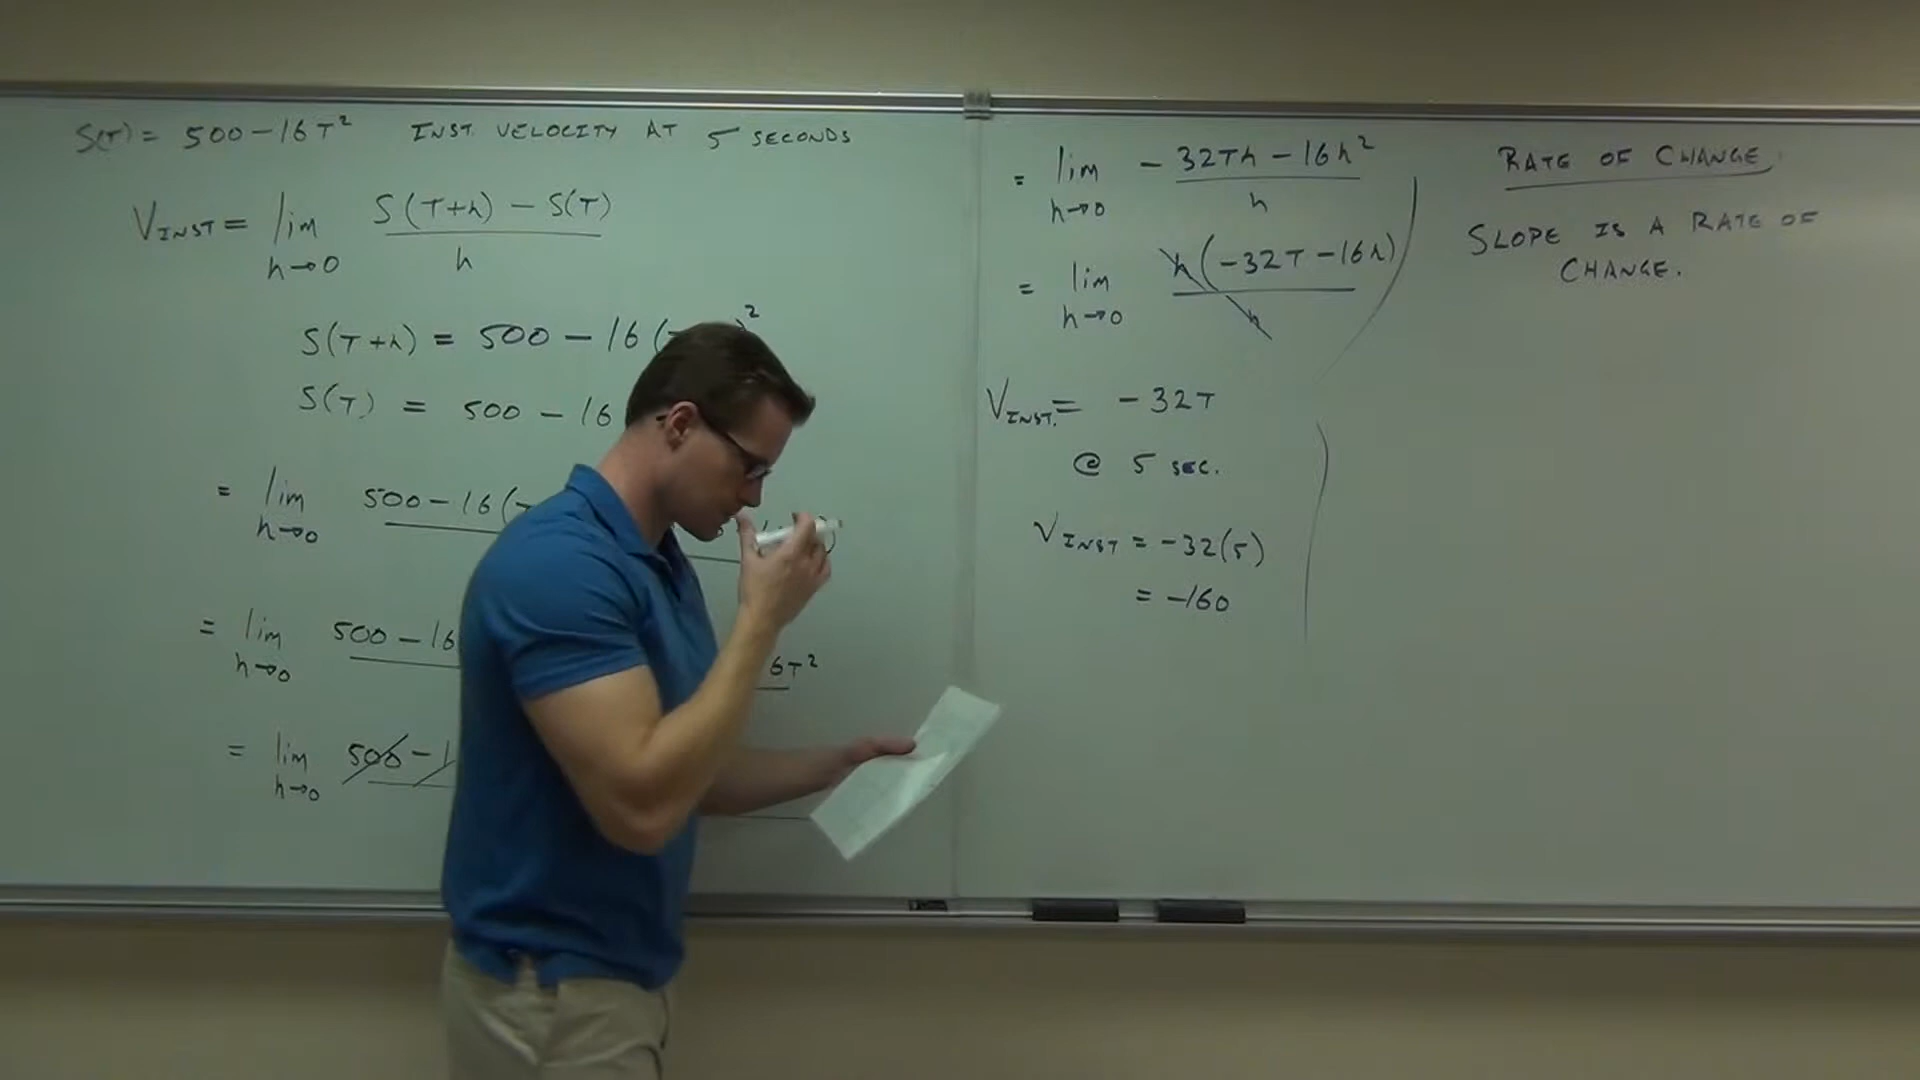 S(T) = 500 - 16T² INST. VELOCITY AT 5 SECONDS
V_INST = lim h→0 S(T+h) - S(T) / h
S(T+h) = 500 - 16( )²
S(T) = 500 - 16
= lim h→0 500 - 16(
= lim h→0 500 - 16 6T²
= lim h→0 500 - 1
= lim h→0 -32Th - 16h² / h
= lim h→0 h(-32T - 16h) / h
V_INST. = -32T
@ 5 SEC.
V_INST = -32(5)
= -160
RATE OF CHANGE
SLOPE IS A RATE OF
CHANGE.